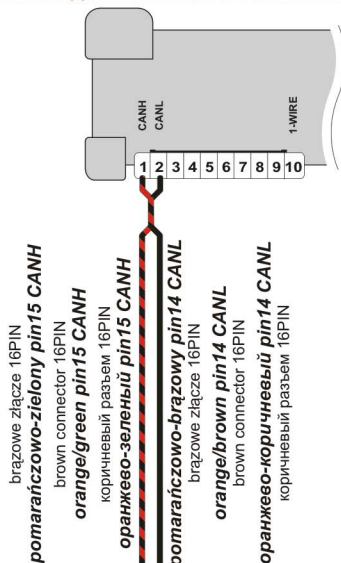 CANH
CANL
1-WIRE
1 2 3 4 5 6 7 8 9 10
brązowe złącze 16PIN
pomarańczowo-zielony pin15 CANH
brown connector 16PIN
orange/green pin15 CANH
коричневый разъем 16PIN
оранжево-зеленый pin15 CANH
pomarańczowo-brązowy pin14 CANL
brązowe złącze 16PIN
orange/brown pin14 CANL
brown connector 16PIN
оранжево-коричневый pin14 CANL
коричневый разъем 16PIN